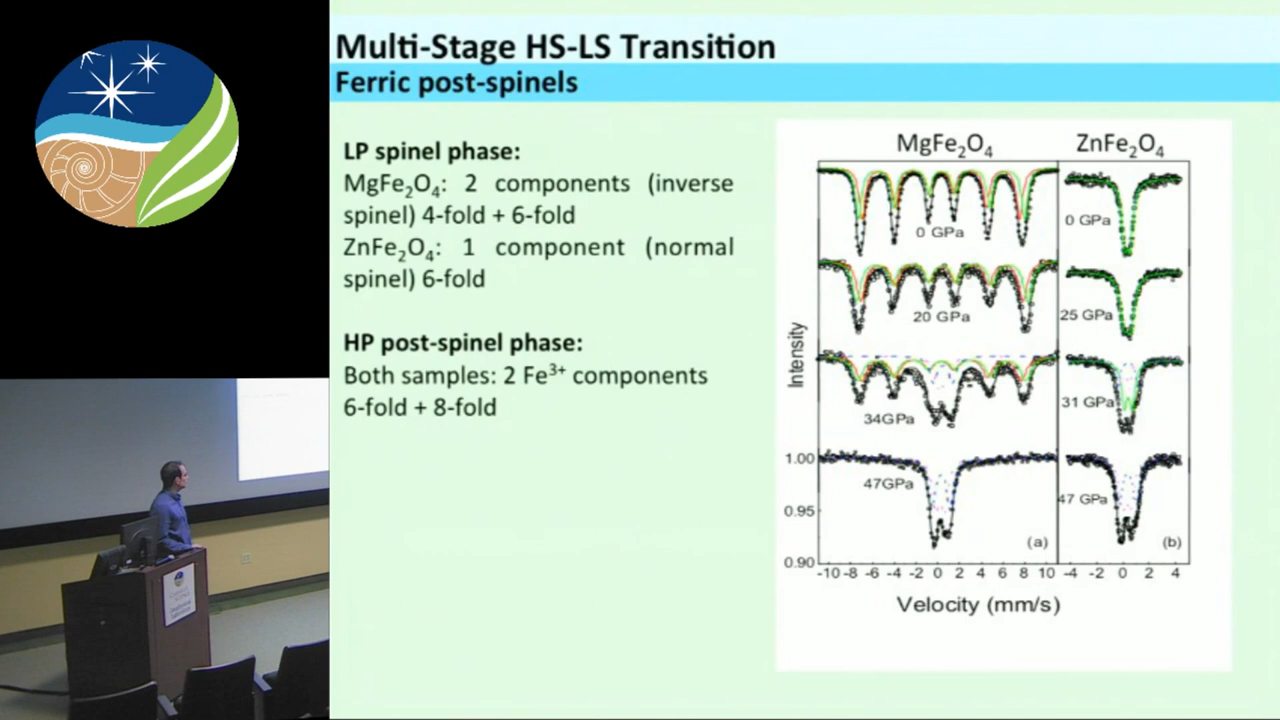 Multi-Stage HS-LS Transition
Ferric post-spinels
LP spinel phase:
MgFe₂O₄: 2 components (inverse
spinel) 4-fold + 6-fold
ZnFe₂O₄: 1 component (normal
spinel) 6-fold
HP post-spinel phase:
Both samples: 2 Fe³⁺ components
6-fold + 8-fold
MgFe₂O₄ ZnFe₂O₄
0 GPa 0 GPa
20 GPa 25 GPa
34GPa 31 GPa
47GPa 47 GPa
(a) (b)
Intensity
1.00
0.95
0.90
-10 -8 -6 -4 -2 0 2 4 6 8 10 -4 -2 0 2 4
Velocity (mm/s)